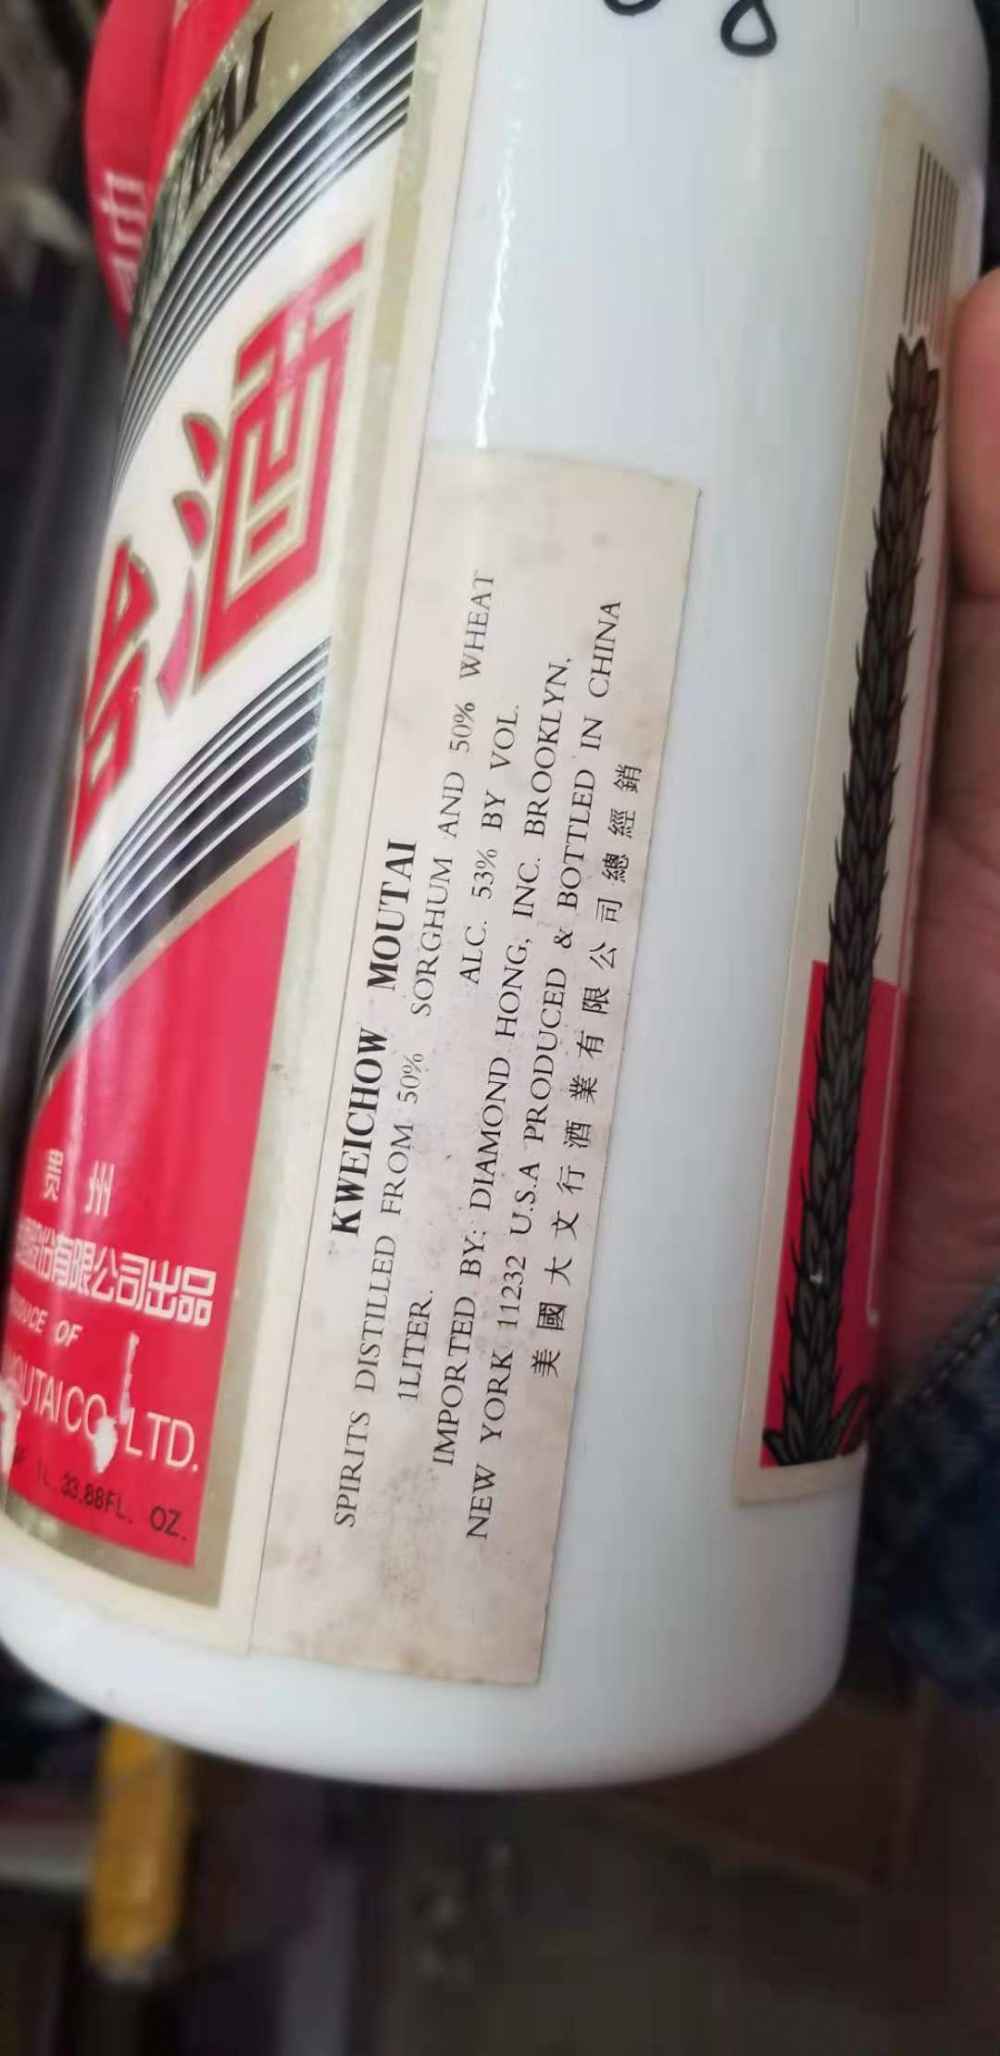 酒
州
有限公司出品
OF
LTD.
1L 33.88FL. OZ.
KWEICHOW MOUTAI
SPIRITS DISTILLED FROM 50% SORGHUM AND 50% WHEAT
1LITER. ALC. 53% BY VOL.
IMPORTED BY: DIAMOND HONG, INC. BROOKLYN,
NEW YORK 11232 U.S.A PRODUCED & BOTTLED IN CHINA
美國大文行酒業有限公司總經銷
8